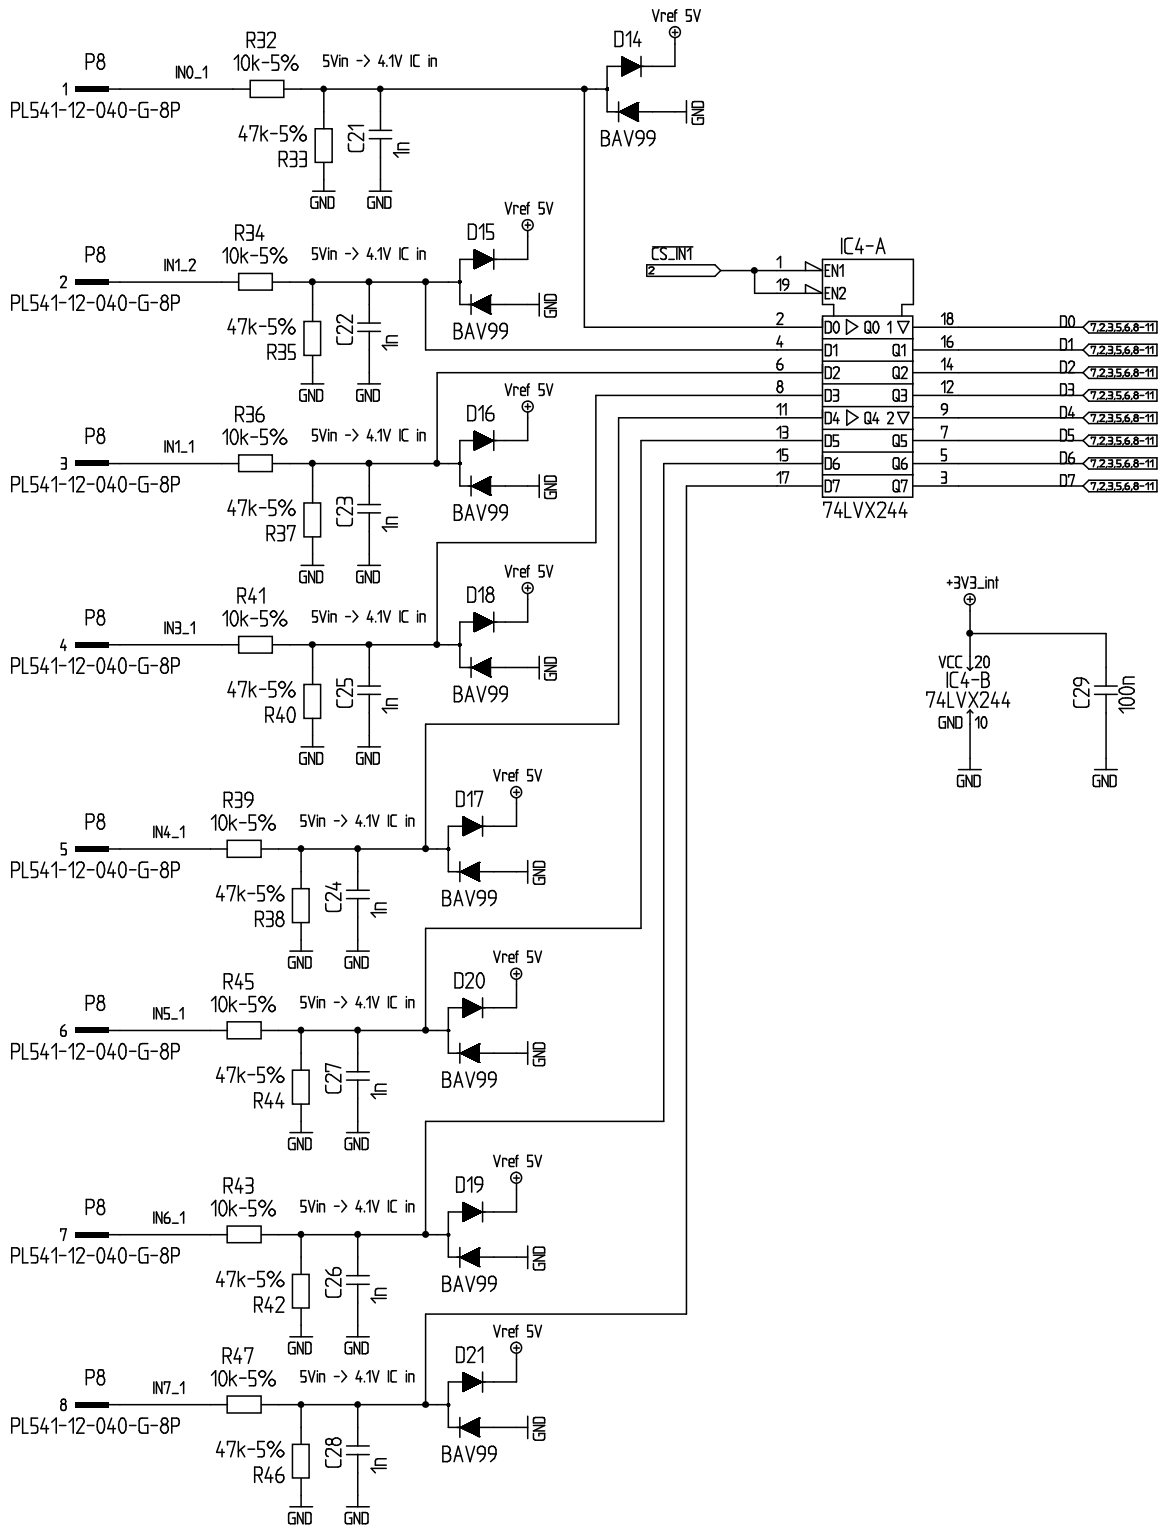 Vref 5V
D14
R32
10k-5%
5Vin -> 4.1V IC in
P8
IN0_1
1
PL541-12-040-G-8P
GND
BAV99
47k-5%
R33
C21
1n
GND
GND
Vref 5V
D15
R34
10k-5%
5Vin -> 4.1V IC in
P8
IN1_2
2
PL541-12-040-G-8P
GND
BAV99
47k-5%
R35
C22
1n
GND
GND
CS_IN1
2
IC4-A
1
EN1
19
EN2
2
D0
Q0 1
18
D0
7,2,3,5,6,8-11
4
D1
Q1
16
D1
7,2,3,5,6,8-11
6
D2
Q2
14
D2
7,2,3,5,6,8-11
8
D3
Q3
12
D3
7,2,3,5,6,8-11
11
D4
Q4 2
9
D4
7,2,3,5,6,8-11
13
D5
Q5
7
D5
7,2,3,5,6,8-11
15
D6
Q6
5
D6
7,2,3,5,6,8-11
17
D7
Q7
3
D7
7,2,3,5,6,8-11
74LVX244
Vref 5V
D16
R36
10k-5%
5Vin -> 4.1V IC in
P8
IN1_1
3
PL541-12-040-G-8P
GND
BAV99
47k-5%
R37
C23
1n
GND
GND
Vref 5V
D18
R41
10k-5%
5Vin -> 4.1V IC in
P8
IN3_1
4
PL541-12-040-G-8P
GND
BAV99
47k-5%
R40
C25
1n
GND
GND
+3V3_int
VCC 20
IC4-B
74LVX244
GND 10
C29
100n
GND
GND
Vref 5V
D17
R39
10k-5%
5Vin -> 4.1V IC in
P8
IN4_1
5
PL541-12-040-G-8P
GND
BAV99
47k-5%
R38
C24
1n
GND
GND
Vref 5V
D20
R45
10k-5%
5Vin -> 4.1V IC in
P8
IN5_1
6
PL541-12-040-G-8P
GND
BAV99
47k-5%
R44
C27
1n
GND
GND
Vref 5V
D19
R43
10k-5%
5Vin -> 4.1V IC in
P8
IN6_1
7
PL541-12-040-G-8P
GND
BAV99
47k-5%
R42
C26
1n
GND
GND
Vref 5V
D21
R47
10k-5%
5Vin -> 4.1V IC in
P8
IN7_1
8
PL541-12-040-G-8P
GND
BAV99
47k-5%
R46
C28
1n
GND
GND